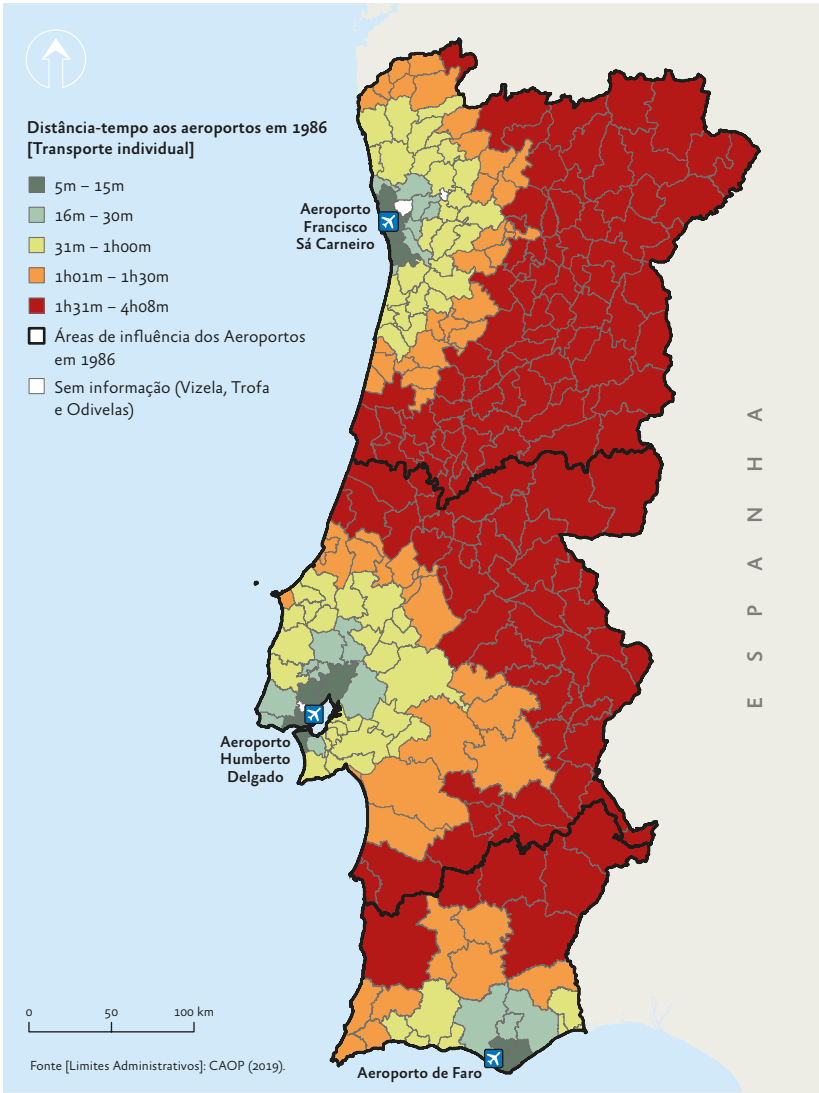 Distância-tempo aos aeroportos em 1986
[Transporte individual]
5m – 15m
16m – 30m
31m – 1h00m
1h01m – 1h30m
1h31m – 4h08m
Áreas de influência dos Aeroportos
em 1986
Sem informação (Vizela, Trofa
e Odivelas)
Aeroporto
Francisco
Sá Carneiro
ESPANHA
Aeroporto
Humberto
Delgado
0 50 100 km
Fonte [Limites Administrativos]: CAOP (2019).
Aeroporto de Faro